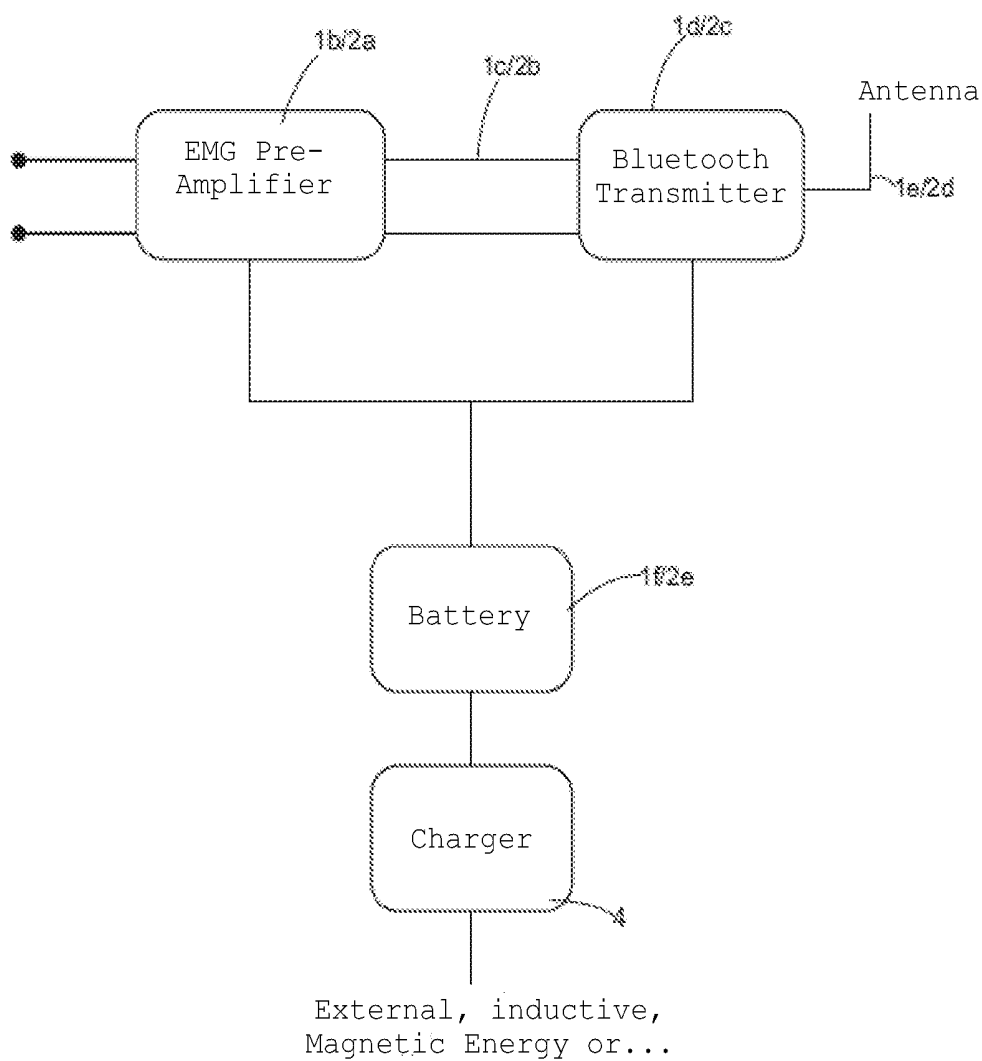 1b/2a
1c/2b
1d/2c
Antenna
EMG Pre-
Amplifier
Bluetooth
Transmitter
1e/2d
Battery
1f/2e
Charger
4
External, inductive,
Magnetic Energy or...